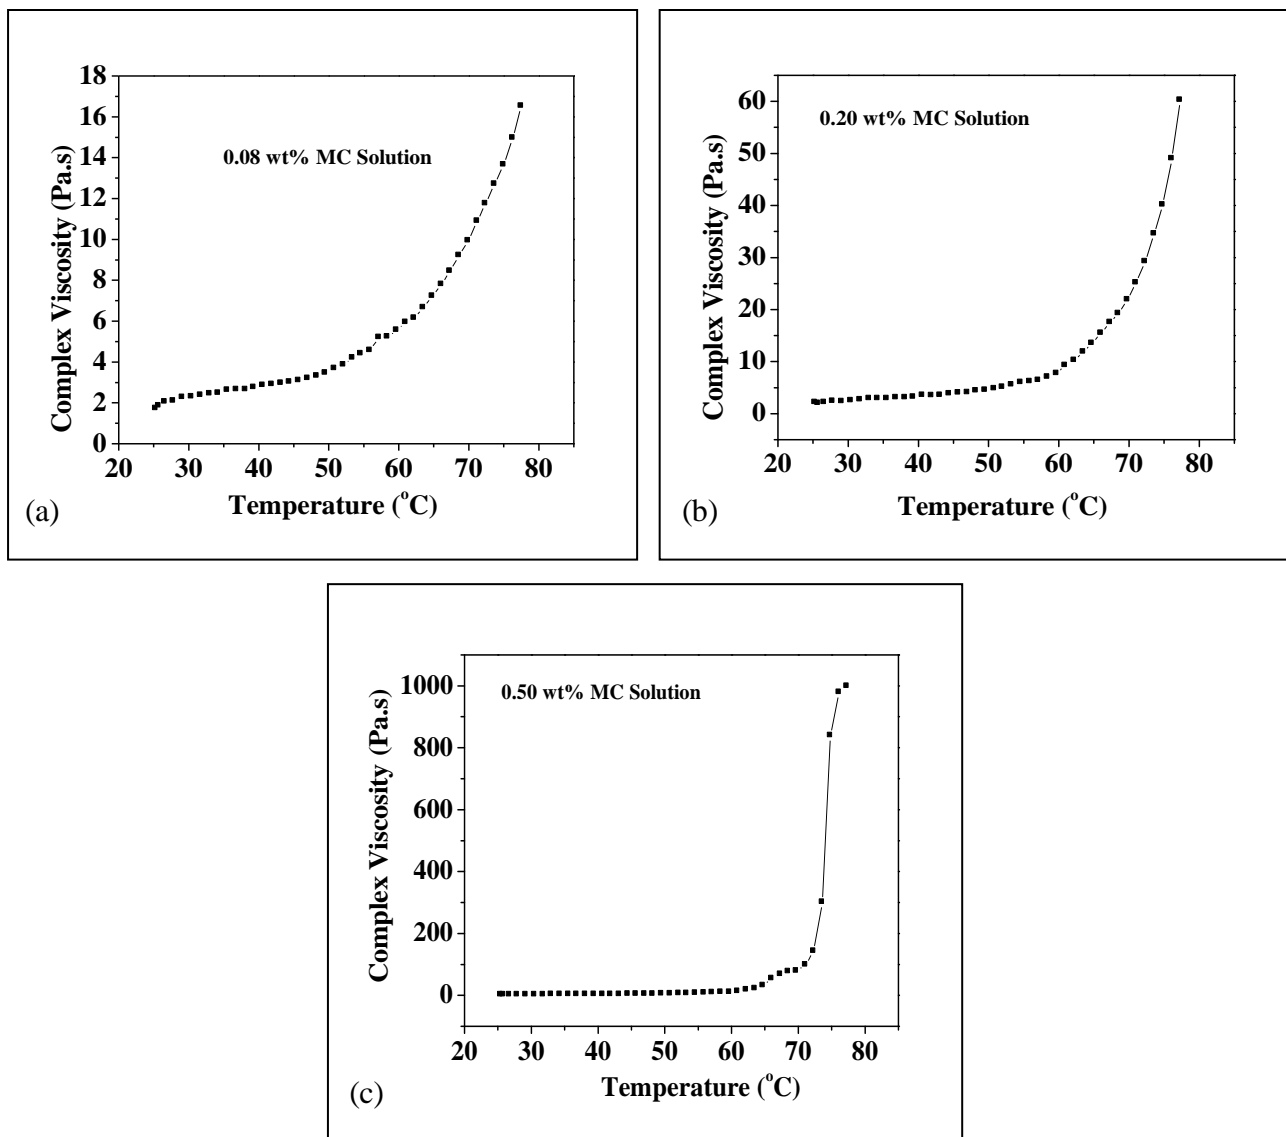 18
16
14
12
10
8
6
4
2
0
Complex Viscosity (Pa.s)
0.08 wt% MC Solution
20 30 40 50 60 70 80
Temperature (°C)
(a)
60
50
40
30
20
10
0
Complex Viscosity (Pa.s)
0.20 wt% MC Solution
20 30 40 50 60 70 80
Temperature (°C)
(b)
1000
800
600
400
200
0
Complex Viscosity (Pa.s)
0.50 wt% MC Solution
20 30 40 50 60 70 80
Temperature (°C)
(c)